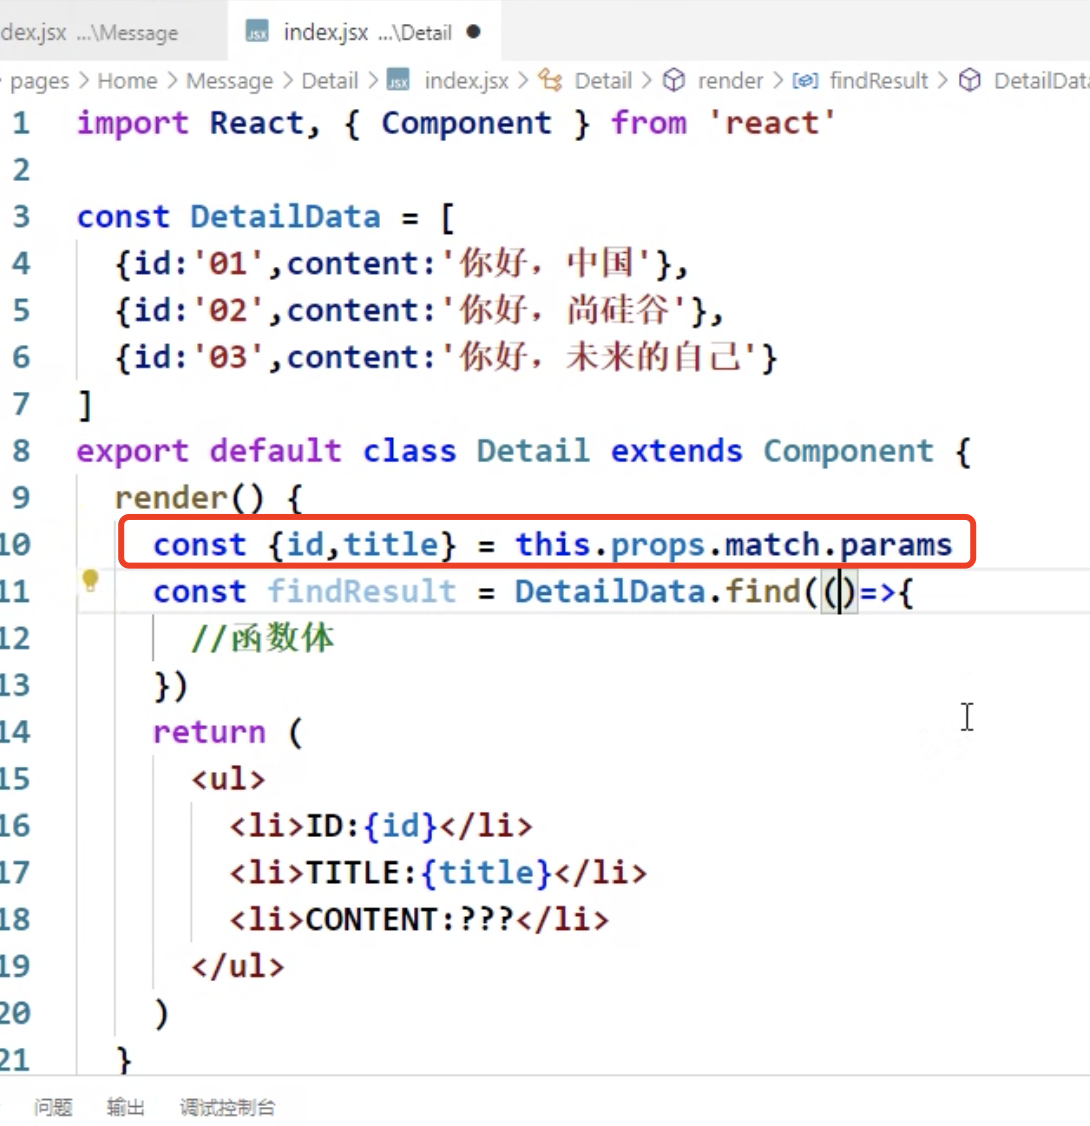 dex.jsx ...\Message index.jsx ...\Detail ●
pages > Home > Message > Detail > index.jsx > Detail > render > findResult > DetailData
1 import React, { Component } from 'react'
2
3 const DetailData = [
4 {id:'01',content:'你好，中国'},
5 {id:'02',content:'你好，尚硅谷'},
6 {id:'03',content:'你好，未来的自己'}
7 ]
8 export default class Detail extends Component {
9 render() {
10 const {id,title} = this.props.match.params
11 const findResult = DetailData.find(()=>{
12 //函数体
13 })
14 return (
15 <ul>
16 <li>ID:{id}</li>
17 <li>TITLE:{title}</li>
18 <li>CONTENT:???</li>
19 </ul>
20 )
21 }
问题 输出 调试控制台